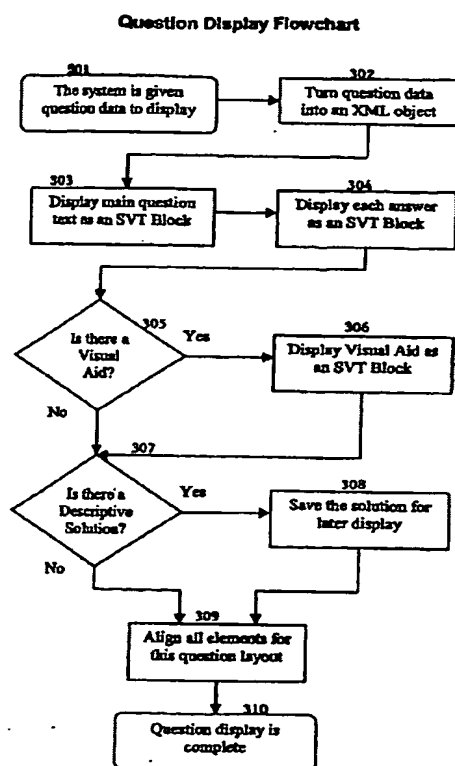 Question Display Flowchart
301
The system is given
question data to display
302
Turn question data
into an XML object
303
Display main question
text as an SVT Block
304
Display each answer
as an SVT Block
305
Is there a
Visual
Aid?
Yes
306
Display Visual Aid as
an SVT Block
No
307
Is there a
Descriptive
Solution?
Yes
308
Save the solution for
later display
No
309
Align all elements for
this question layout
310
Question display is
complete